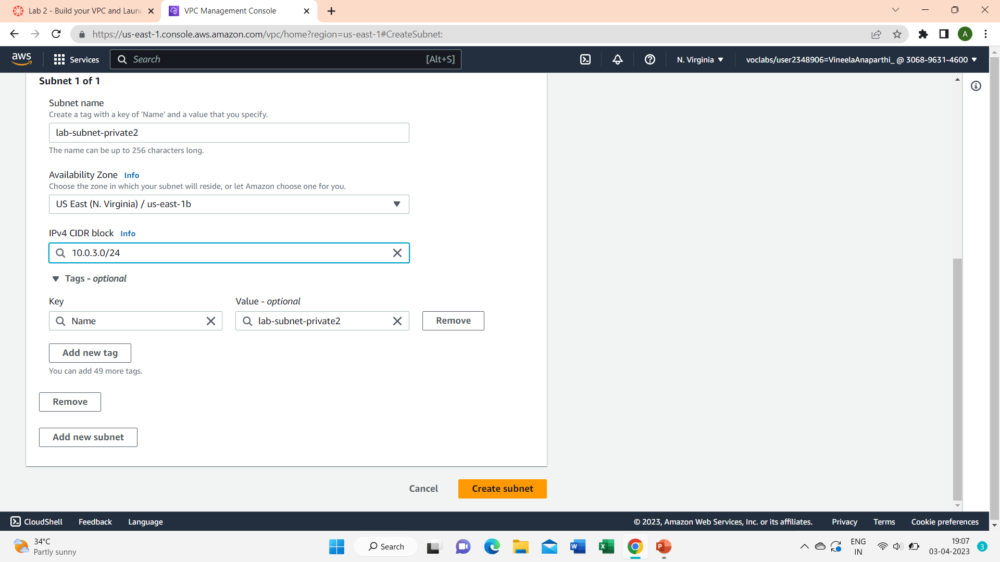 Lab 2 - Build your VPC and Laun
VPC Management Console
https://us-east-1.console.aws.amazon.com/vpc/home?region=us-east-1#CreateSubnet:
A
aws
Services
Search
[Alt+S]
N. Virginia
voclabs/user2348906=VineelaAnaparthi_ @ 3068-9631-4600
Subnet 1 of 1
Subnet name
Create a tag with a key of 'Name' and a value that you specify.
lab-subnet-private2
The name can be up to 256 characters long.
Availability Zone Info
Choose the zone in which your subnet will reside, or let Amazon choose one for you.
US East (N. Virginia) / us-east-1b
IPv4 CIDR block Info
10.0.3.0/24
Tags - optional
Key
Value - optional
Name
lab-subnet-private2
Remove
Add new tag
You can add 49 more tags.
Remove
Add new subnet
Cancel
Create subnet
CloudShell
Feedback
Language
© 2023, Amazon Web Services, Inc. or its affiliates.
Privacy
Terms
Cookie preferences
34°C
Partly sunny
Search
W
X
P
ENG
IN
19:07
03-04-2023
3